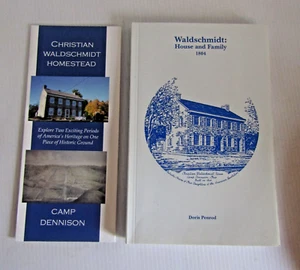 CHRISTIAN
WALDSCHMIDT
HOMESTEAD
Explore Two Exciting Periods
of America's Heritage on One
Piece of Historic Ground
CAMP
DENNISON
Waldschmidt:
House and Family
1804
Doris Penrod